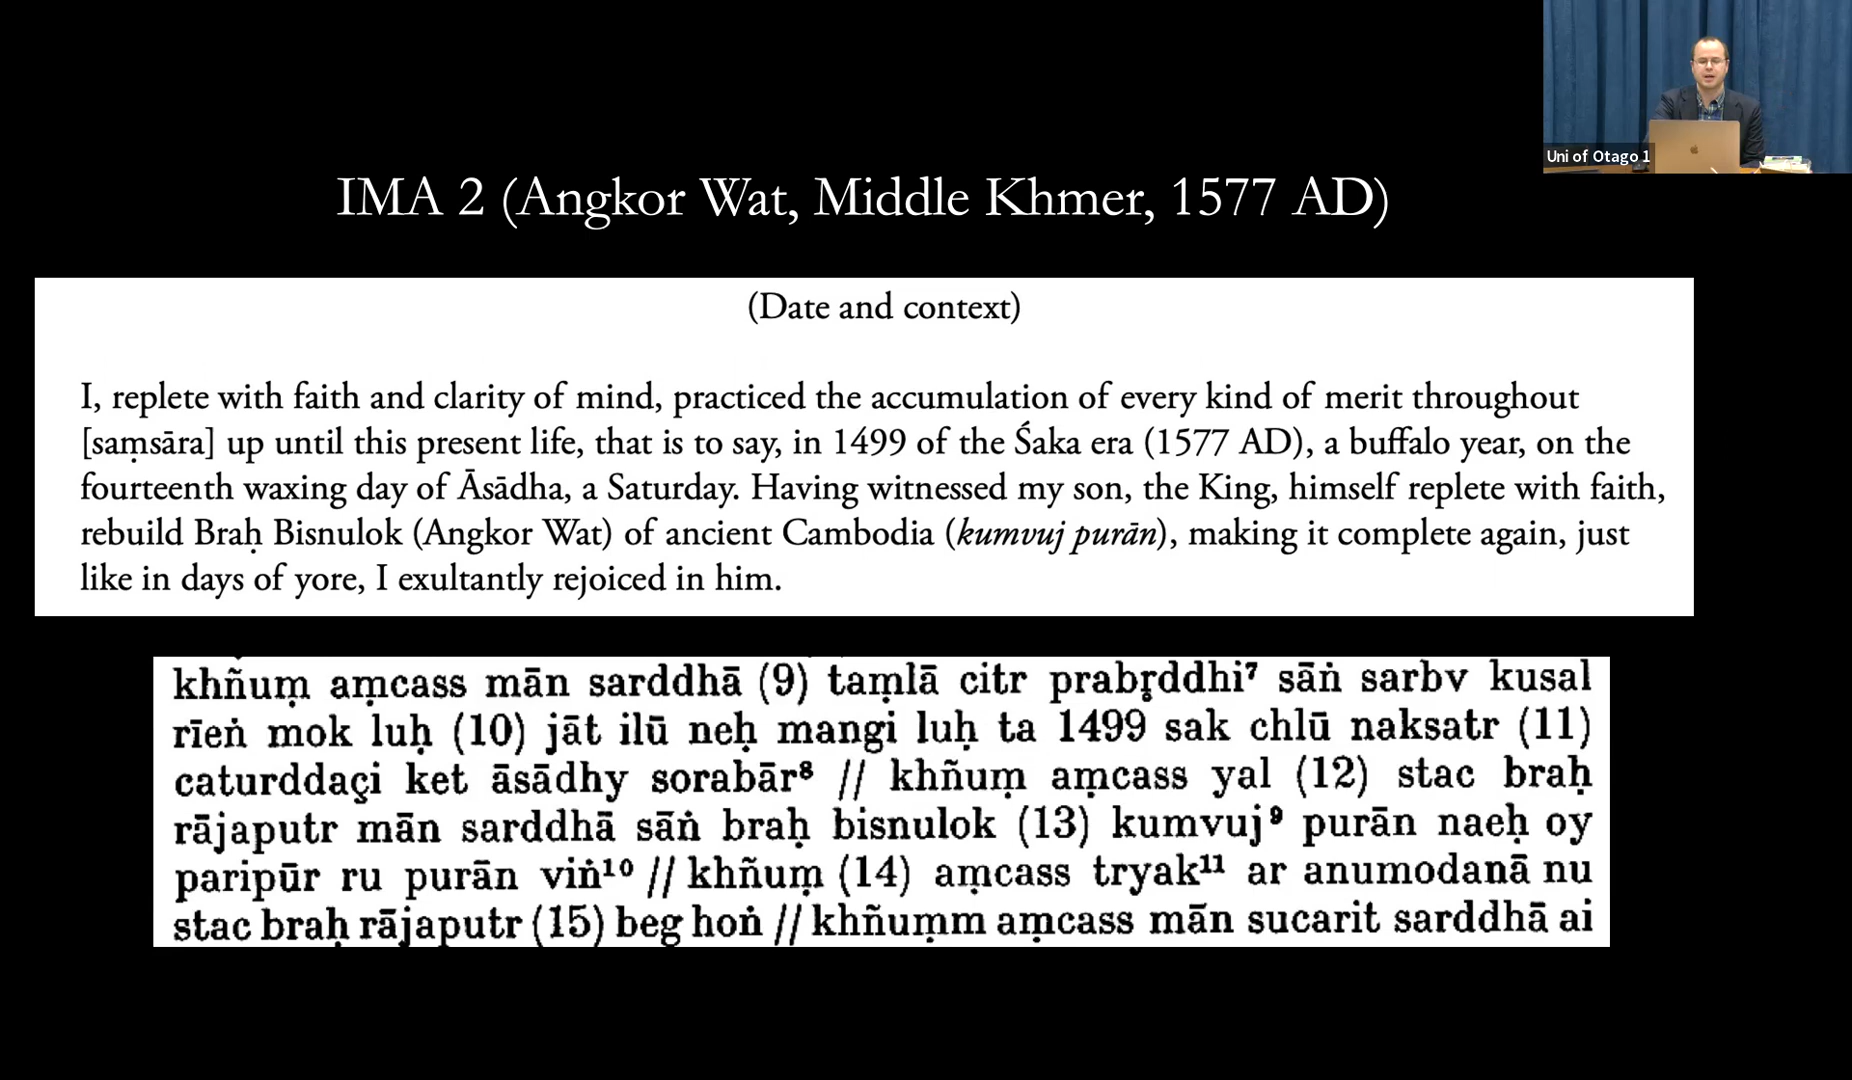 Uni of Otago 1
IMA 2 (Angkor Wat, Middle Khmer, 1577 AD)
(Date and context)
I, replete with faith and clarity of mind, practiced the accumulation of every kind of merit throughout
[saṃsāra] up until this present life, that is to say, in 1499 of the Śaka era (1577 AD), a buffalo year, on the
fourteenth waxing day of Āsādha, a Saturday. Having witnessed my son, the King, himself replete with faith,
rebuild Braḥ Bisnulok (Angkor Wat) of ancient Cambodia (kumvuj purān), making it complete again, just
like in days of yore, I exultantly rejoiced in him.
khñuṃ aṃcass mān sarddhā (9) taṃlā citr prabṛddhi⁷ sāṅ sarbv kusal
rīeṅ mok luḥ (10) jāt ilū neḥ mangi luḥ ta 1499 sak chlū naksatr (11)
caturddaçi ket āsādhy sorabār⁸ // khñuṃ aṃcass yal (12) stac braḥ
rājaputr mān sarddhā sāṅ braḥ bisnulok (13) kumvuj⁹ purān naeḥ oy
paripūr ru purān viṅ¹⁰ // khñuṃ (14) aṃcass tryak¹¹ ar anumodanā nu
stac braḥ rājaputr (15) beg hoṅ // khñuṃm aṃcass mān sucarit sarddhā ai